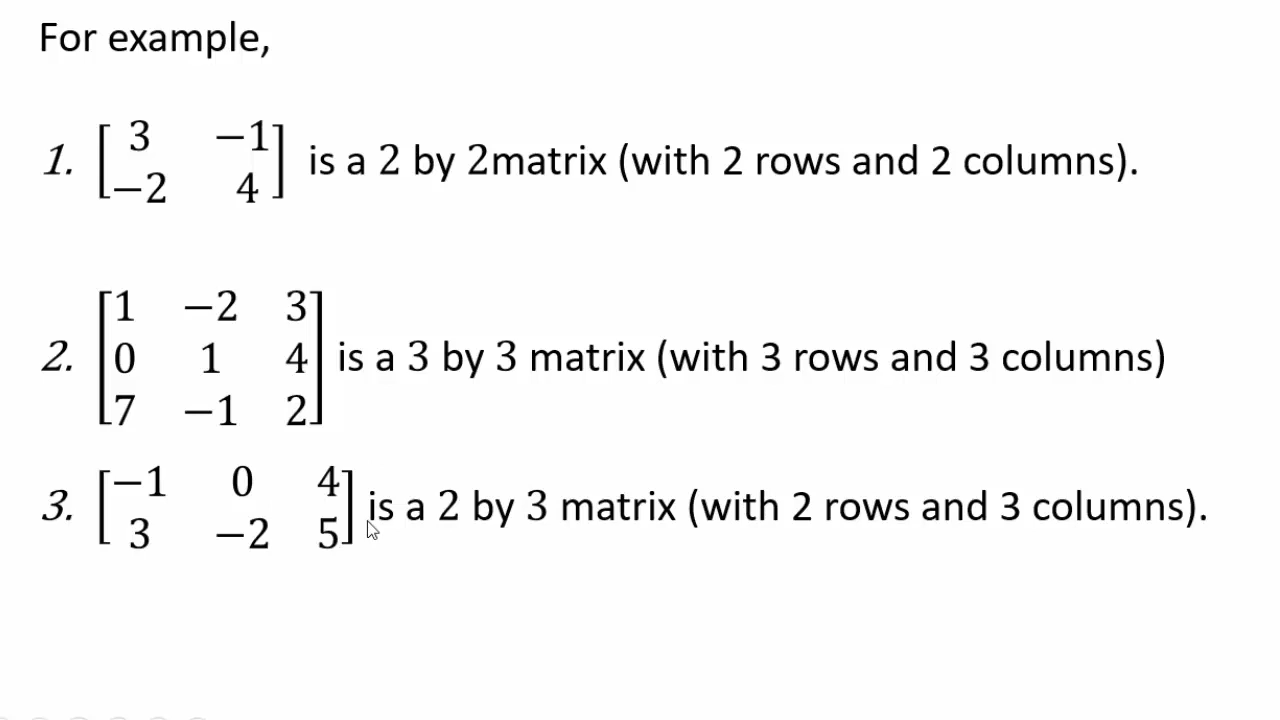 For example,
1. [3 −1
−2 4] is a 2 by 2matrix (with 2 rows and 2 columns).
2. [1 −2 3
0 1 4
7 −1 2] is a 3 by 3 matrix (with 3 rows and 3 columns)
3. [−1 0 4
3 −2 5] is a 2 by 3 matrix (with 2 rows and 3 columns).